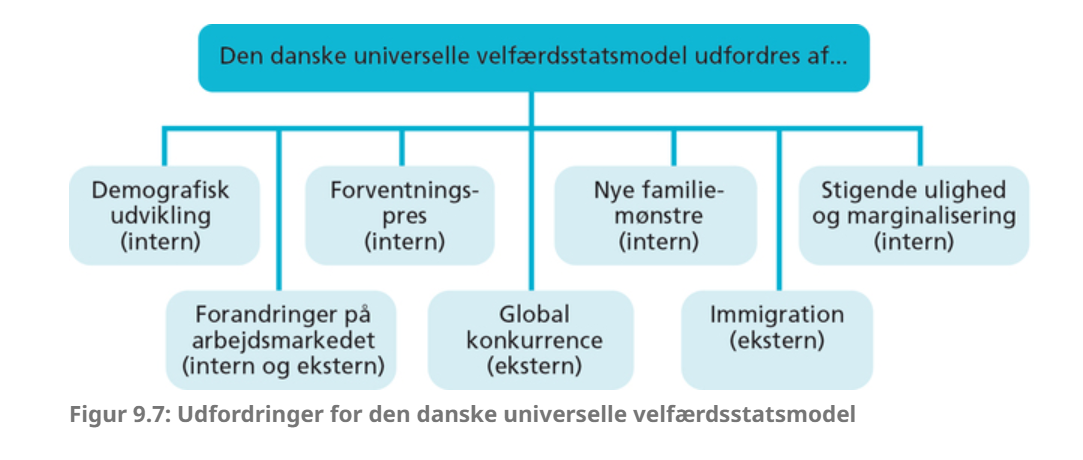 Den danske universelle velfærdsstatsmodel udfordres af...
Demografisk
udvikling
(intern)
Forventnings-
pres
(intern)
Nye familie-
mønstre
(intern)
Stigende ulighed
og marginalisering
(intern)
Forandringer på
arbejdsmarkedet
(intern og ekstern)
Global
konkurrence
(ekstern)
Immigration
(ekstern)
Figur 9.7: Udfordringer for den danske universelle velfærdsstatsmodel